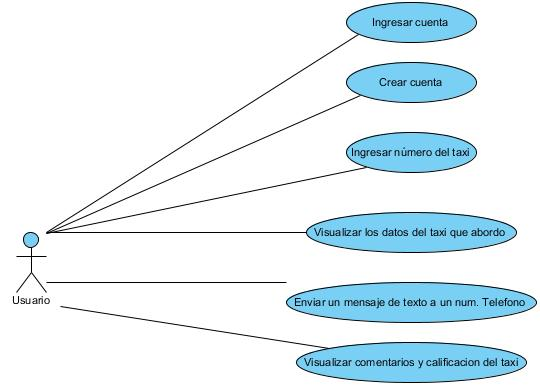 Ingresar cuenta
Crear cuenta
Ingresar número del taxi
Visualizar los datos del taxi que abordo
Usuario
Enviar un mensaje de texto a un num. Telefono
Visualizar comentarios y calificacion del taxi